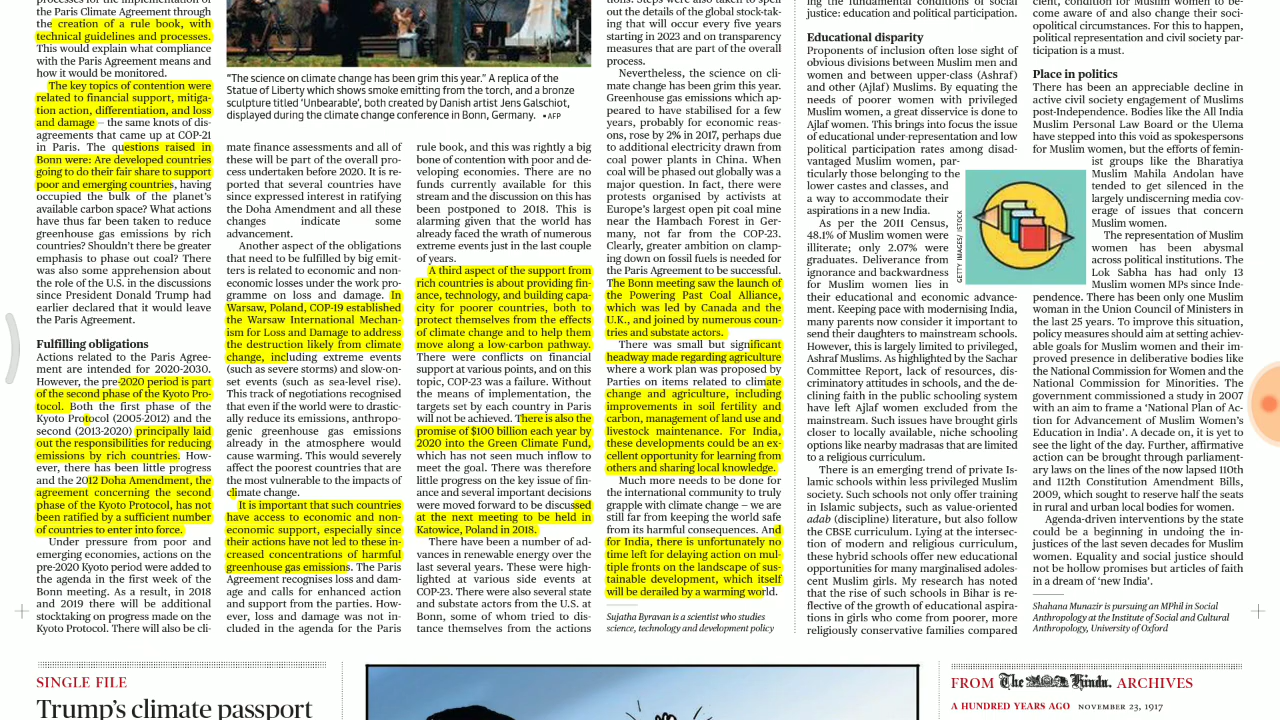 processes for the implementation of
the Paris Climate Agreement through
the creation of a rule book, with
technical guidelines and processes.
This would explain what compliance
with the Paris Agreement means and
how it would be monitored.
The key topics of contention were
related to financial support, mitiga-
tion action, differentiation, and loss
and damage — the same knots of dis-
agreements that came up at COP-21
in Paris. The questions raised in
Bonn were: Are developed countries
going to do their fair share to support
poor and emerging countries, having
occupied the bulk of the planet's
available carbon space? What actions
have thus far been taken to reduce
greenhouse gas emissions by rich
countries? Shouldn't there be greater
emphasis to phase out coal? There
was also some apprehension about
the role of the U.S. in the discussions
since President Donald Trump had
earlier declared that it would leave
the Paris Agreement.
Fulfilling obligations
Actions related to the Paris Agree-
ment are intended for 2020-2030.
However, the pre-2020 period is part
of the second phase of the Kyoto Pro-
tocol. Both the first phase of the
Kyoto Protocol (2005-2012) and the
second (2013-2020) principally laid
out the responsibilities for reducing
emissions by rich countries. How-
ever, there has been little progress
and the 2012 Doha Amendment, the
agreement concerning the second
phase of the Kyoto Protocol, has not
been ratified by a sufficient number
of countries to enter into force.
Under pressure from poor and
emerging economies, actions on the
pre-2020 Kyoto period were added to
the agenda in the first week of the
Bonn meeting. As a result, in 2018
and 2019 there will be additional
stocktaking on progress made on the
Kyoto Protocol. There will also be cli-
"The science on climate change has been grim this year." A replica of the
Statue of Liberty which shows smoke emitting from the torch, and a bronze
sculpture titled 'Unbearable', both created by Danish artist Jens Galschiot,
displayed during the climate change conference in Bonn, Germany. ▪AFP
mate finance assessments and all of
these will be part of the overall pro-
cess undertaken before 2020. It is re-
ported that several countries have
since expressed interest in ratifying
the Doha Amendment and all these
changes indicate some
advancement.
Another aspect of the obligations
that need to be fulfilled by big emit-
ters is related to economic and non-
economic losses under the work pro-
gramme on loss and damage. In
Warsaw, Poland, COP-19 established
the Warsaw International Mechan-
ism for Loss and Damage to address
the destruction likely from climate
change, including extreme events
(such as severe storms) and slow-on-
set events (such as sea-level rise).
This track of negotiations recognised
that even if the world were to drastic-
ally reduce its emissions, anthropo-
genic greenhouse gas emissions
already in the atmosphere would
cause warming. This would severely
affect the poorest countries that are
the most vulnerable to the impacts of
climate change.
It is important that such countries
have access to economic and non-
economic support, especially since
their actions have not led to these in-
creased concentrations of harmful
greenhouse gas emissions. The Paris
Agreement recognises loss and dam-
age and calls for enhanced action
and support from the parties. How-
ever, loss and damage was not in-
cluded in the agenda for the Paris
rule book, and this was rightly a big
bone of contention with poor and de-
veloping economies. There are no
funds currently available for this
stream and the discussion on this has
been postponed to 2018. This is
alarming given that the world has
already faced the wrath of numerous
extreme events just in the last couple
of years.
A third aspect of the support from
rich countries is about providing fin-
ance, technology, and building capa-
city for poorer countries, both to
protect themselves from the effects
of climate change and to help them
move along a low-carbon pathway.
There were conflicts on financial
support at various points, and on this
topic, COP-23 was a failure. Without
the means of implementation, the
targets set by each country in Paris
will not be achieved. There is also the
promise of $100 billion each year by
2020 into the Green Climate Fund,
which has not seen much inflow to
meet the goal. There was therefore
little progress on the key issue of fin-
ance and several important decisions
were moved forward to be discussed
at the next meeting to be held in
Katowice, Poland in 2018.
There have been a number of ad-
vances in renewable energy over the
last several years. These were high-
lighted at various side events at
COP-23. There were also several state
and substate actors from the U.S. at
Bonn, some of whom tried to dis-
tance themselves from the actions
out the details of the global stock-tak-
ing that will occur every five years
starting in 2023 and on transparency
measures that are part of the overall
process.
Nevertheless, the science on cli-
mate change has been grim this year.
Greenhouse gas emissions which ap-
peared to have stabilised for a few
years, probably for economic reas-
ons, rose by 2% in 2017, perhaps due
to additional electricity drawn from
coal power plants in China. When
coal will be phased out globally was a
major question. In fact, there were
protests organised by activists at
Europe's largest open pit coal mine
near the Hambach Forest in Ger-
many, not far from the COP-23.
Clearly, greater ambition on clamp-
ing down on fossil fuels is needed for
the Paris Agreement to be successful.
The Bonn meeting saw the launch of
the Powering Past Coal Alliance,
which was led by Canada and the
U.K., and joined by numerous coun-
tries and substate actors.
There was small but significant
headway made regarding agriculture
where a work plan was proposed by
Parties on items related to climate
change and agriculture, including
improvements in soil fertility and
carbon, management of land use and
livestock maintenance. For India,
these developments could be an ex-
cellent opportunity for learning from
others and sharing local knowledge.
Much more needs to be done for
the international community to truly
grapple with climate change — we are
still far from keeping the world safe
from its harmful consequences. And
for India, there is unfortunately no
time left for delaying action on mul-
tiple fronts on the landscape of sus-
tainable development, which itself
will be derailed by a warming world.
Sujatha Byravan is a scientist who studies
science, technology and development policy
ing the fundamental conditions of social
justice: education and political participation.
Educational disparity
Proponents of inclusion often lose sight of
obvious divisions between Muslim men and
women and between upper-class (Ashraf)
and other (Ajlaf) Muslims. By equating the
needs of poorer women with privileged
Muslim women, a great disservice is done to
Ajlaf women. This brings into focus the issue
of educational under-representation and low
political participation rates among disad-
vantaged Muslim women, par-
ticularly those belonging to the
lower castes and classes, and
a way to accommodate their
aspirations in a new India.
As per the 2011 Census,
48.1% of Muslim women were
illiterate; only 2.07% were
graduates. Deliverance from
ignorance and backwardness
for Muslim women lies in
their educational and economic advance-
ment. Keeping pace with modernising India,
many parents now consider it important to
send their daughters to mainstream schools.
However, this is largely limited to privileged,
Ashraf Muslims. As highlighted by the Sachar
Committee Report, lack of resources, dis-
criminatory attitudes in schools, and the de-
clining faith in the public schooling system
have left Ajlaf women excluded from the
mainstream. Such issues have brought girls
closer to locally available, niche schooling
options like nearby madrasas that are limited
to a religious curriculum.
There is an emerging trend of private Is-
lamic schools within less privileged Muslim
society. Such schools not only offer training
in Islamic subjects, such as value-oriented
adab (discipline) literature, but also follow
the CBSE curriculum. Lying at the intersec-
tion of modern and religious curriculum,
these hybrid schools offer new educational
opportunities for many marginalised adoles-
cent Muslim girls. My research has noted
that the rise of such schools in Bihar is re-
flective of the growth of educational aspira-
tions in girls who come from poorer, more
religiously conservative families compared
GETTY IMAGES/ ISTOCK
cient, condition for Muslim women to be-
come aware of and also change their soci-
opolitical circumstances. For this to happen,
political representation and civil society par-
ticipation is a must.
Place in politics
There has been an appreciable decline in
active civil society engagement of Muslims
post-Independence. Bodies like the All India
Muslim Personal Law Board or the Ulema
have stepped into this void as spokespersons
for Muslim women, but the efforts of femin-
ist groups like the Bharatiya
Muslim Mahila Andolan have
tended to get silenced in the
largely undiscerning media cov-
erage of issues that concern
Muslim women.
The representation of Muslim
women has been abysmal
across political institutions. The
Lok Sabha has had only 13
Muslim women MPs since Inde-
pendence. There has been only one Muslim
woman in the Union Council of Ministers in
the last 25 years. To improve this situation,
policy measures should aim at setting achiev-
able goals for Muslim women and their im-
proved presence in deliberative bodies like
the National Commission for Women and the
National Commission for Minorities. The
government commissioned a study in 2007
with an aim to frame a 'National Plan of Ac-
tion for Advancement of Muslim Women's
Education in India'. A decade on, it is yet to
see the light of the day. Further, affirmative
action can be brought through parliament-
ary laws on the lines of the now lapsed 110th
and 112th Constitution Amendment Bills,
2009, which sought to reserve half the seats
in rural and urban local bodies for women.
Agenda-driven interventions by the state
could be a beginning in undoing the in-
justices of the last seven decades for Muslim
women. Equality and social justice should
not be hollow promises but articles of faith
in a dream of 'new India'.
Shahana Munazir is pursuing an MPhil in Social
Anthropology at the Institute of Social and Cultural
Anthropology, University of Oxford
SINGLE FILE
Trump's climate passport
FROM The Hindu. ARCHIVES
A HUNDRED YEARS AGO NOVEMBER 23, 1917